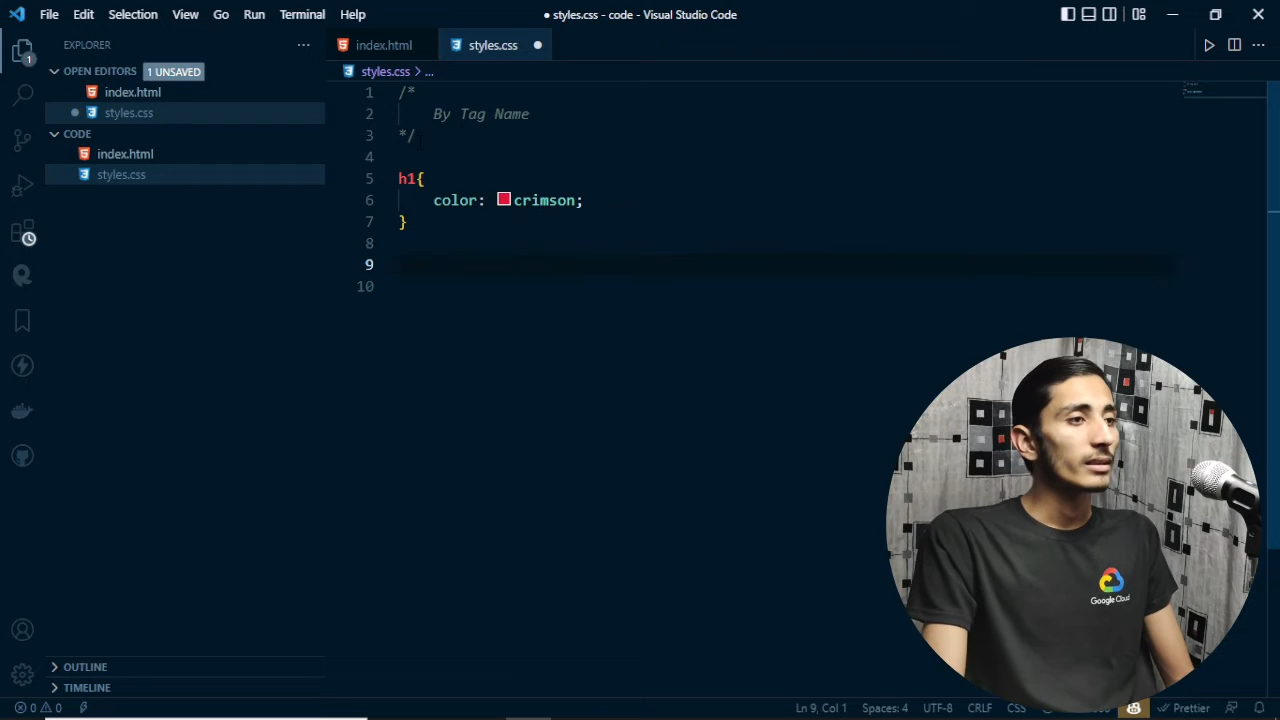 File Edit Selection View Go Run Terminal Help
● styles.css - code - Visual Studio Code
EXPLORER
1
OPEN EDITORS 1 UNSAVED
index.html
styles.css
CODE
index.html
styles.css
OUTLINE
TIMELINE
index.html styles.css
styles.css > ...
1 /*
2 By Tag Name
3 */
4
5 h1{
6 color: crimson;
7 }
8
9
10
Google Cloud
0 0 Ln 9, Col 1 Spaces: 4 UTF-8 CRLF CSS Prettier